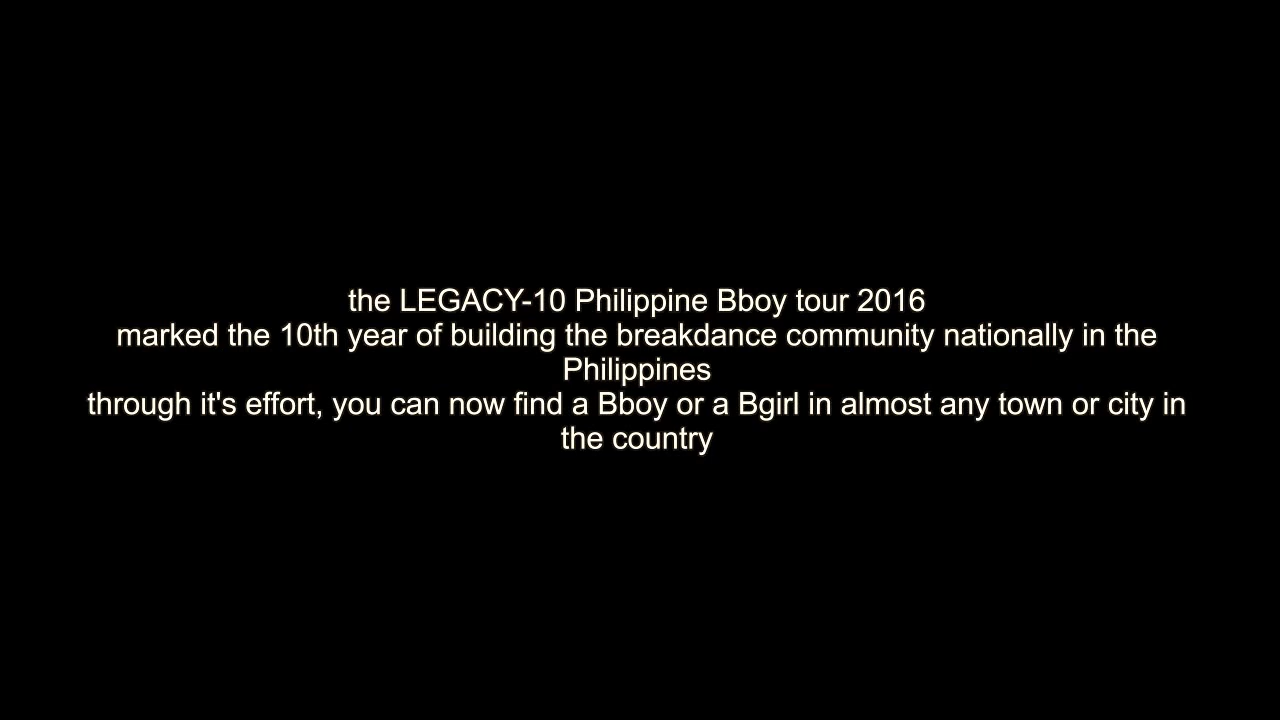 the LEGACY-10 Philippine Bboy tour 2016
marked the 10th year of building the breakdance community nationally in the
Philippines
through it's effort, you can now find a Bboy or a Bgirl in almost any town or city in
the country